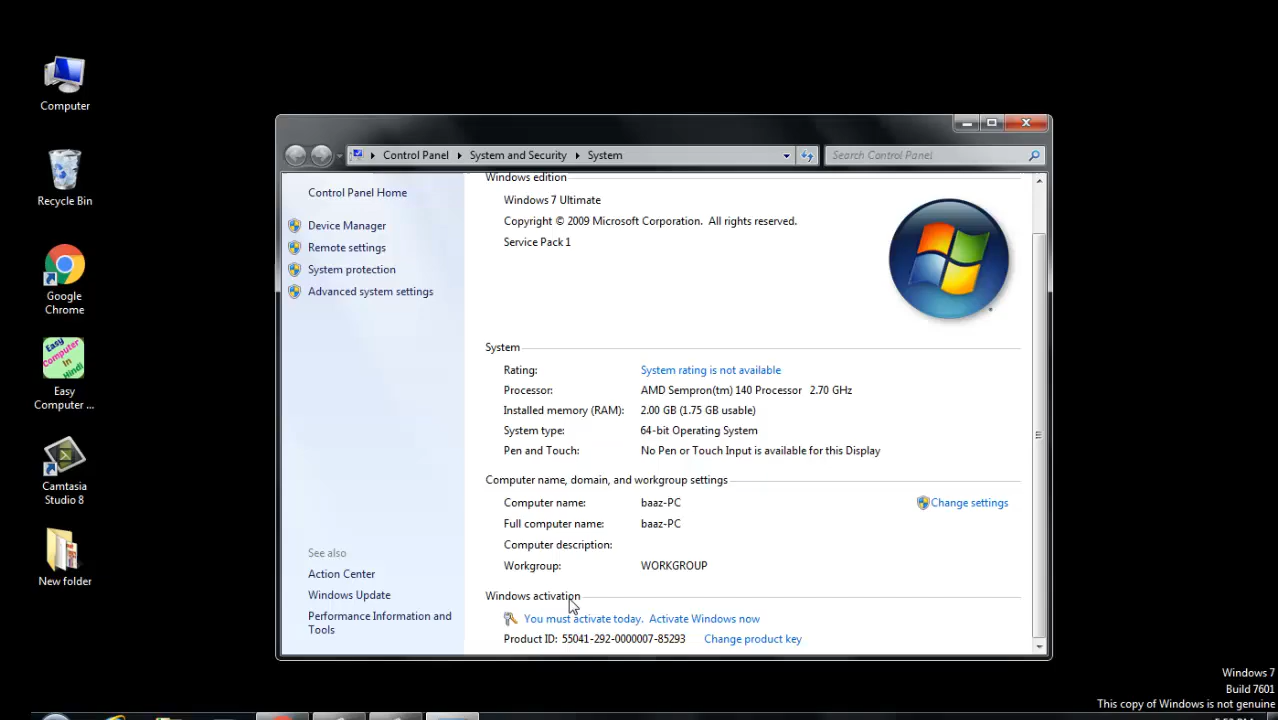 Computer
Recycle Bin
Google
Chrome
Easy
Computer
In
Hindi
Easy
Computer ...
Camtasia
Studio 8
New folder
Control Panel System and Security System
Search Control Panel
Control Panel Home
Device Manager
Remote settings
System protection
Advanced system settings
See also
Action Center
Windows Update
Performance Information and
Tools
Windows edition
Windows 7 Ultimate
Copyright © 2009 Microsoft Corporation. All rights reserved.
Service Pack 1
System
Rating: System rating is not available
Processor: AMD Sempron(tm) 140 Processor 2.70 GHz
Installed memory (RAM): 2.00 GB (1.75 GB usable)
System type: 64-bit Operating System
Pen and Touch: No Pen or Touch Input is available for this Display
Computer name, domain, and workgroup settings
Computer name: baaz-PC
Change settings
Full computer name: baaz-PC
Computer description:
Workgroup: WORKGROUP
Windows activation
You must activate today. Activate Windows now
Product ID: 55041-292-0000007-85293 Change product key
Windows 7
Build 7601
This copy of Windows is not genuine